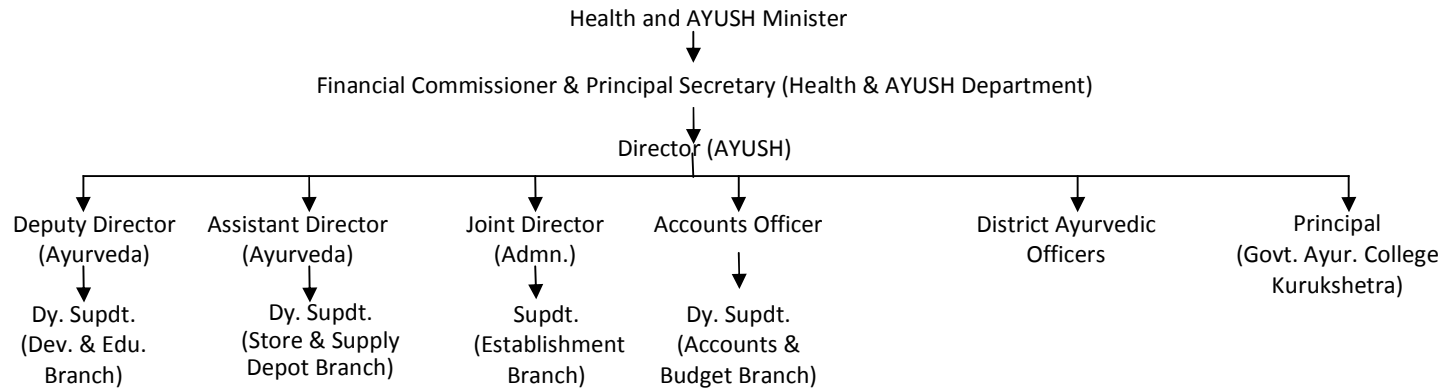 Health and AYUSH Minister
Financial Commissioner & Principal Secretary (Health & AYUSH Department)
Director (AYUSH)
Deputy Director
(Ayurveda)
Assistant Director
(Ayurveda)
Joint Director
(Admn.)
Accounts Officer
District Ayurvedic
Officers
Principal
(Govt. Ayur. College
Kurukshetra)
Dy. Supdt.
(Dev. & Edu.
Branch)
Dy. Supdt.
(Store & Supply
Depot Branch)
Supdt.
(Establishment
Branch)
Dy. Supdt.
(Accounts &
Budget Branch)